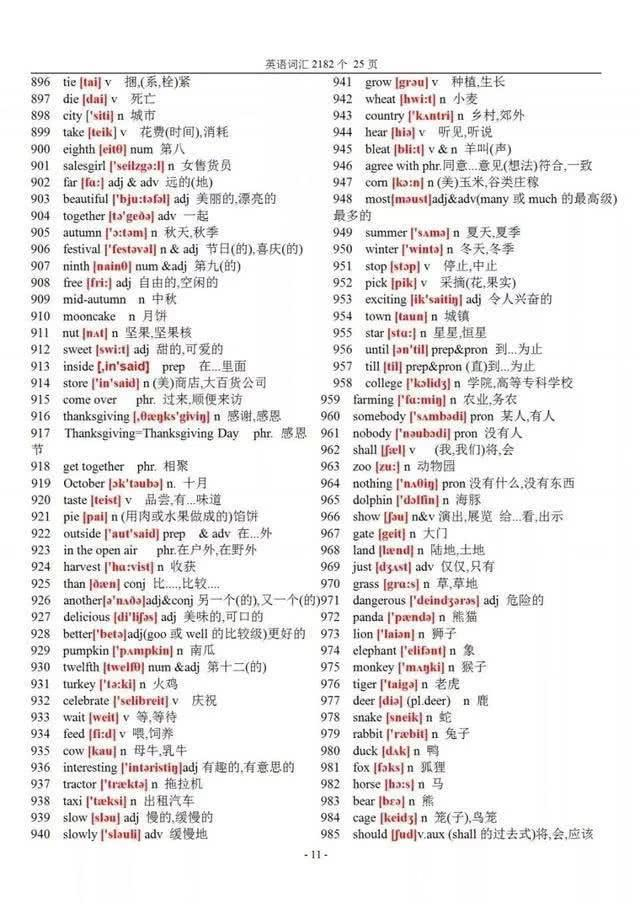 英语词汇 2182 个 25 页
896 tie [tai] v 捆,(系,栓)紧
897 die [dai] v 死亡
898 city ['siti] n 城市
899 take [teik] v 花费(时间),消耗
900 eighth [eitθ] num 第八
901 salesgirl ['seilzgə:l] n 女售货员
902 far [fɑ:] adj & adv 远的(地)
903 beautiful ['bju:təfəl] adj 美丽的,漂亮的
904 together [tə'geðə] adv 一起
905 autumn ['ɔ:təm] n 秋天,秋季
906 festival ['festəvəl] n & adj 节日(的),喜庆(的)
907 ninth [nainθ] num &adj 第九(的)
908 free [fri:] adj 自由的,空闲的
909 mid-autumn n 中秋
910 mooncake n 月饼
911 nut [nʌt] n 坚果,坚果核
912 sweet [swi:t] adj 甜的,可爱的
913 inside [,in'said] prep 在...里面
914 store ['in'said] n (美)商店,大百货公司
915 come over phr. 过来,顺便来访
916 thanksgiving [,θæŋks'giviŋ] n 感谢,感恩
917 Thanksgiving=Thanksgiving Day phr. 感恩
节
918 get together phr. 相聚
919 October [ɔk'təubə] n. 十月
920 taste [teist] v 品尝,有...味道
921 pie [pai] n (用肉或水果做成的)馅饼
922 outside ['aut'said] prep & adv 在...外
923 in the open air phr.在户外,在野外
924 harvest ['hɑ:vist] n 收获
925 than [ðæn] conj 比....,比较....
926 another[ə'nʌðə]adj&conj 另一个(的),又一个(的)
927 delicious [di'liʃəs] adj 美味的,可口的
928 better['betə]adj(goo 或 well 的比较级)更好的
929 pumpkin [pʌmpkin] n 南瓜
930 twelfth [twelfθ] num &adj 第十二(的)
931 turkey ['tə:ki] n 火鸡
932 celebrate ['selibreit] v 庆祝
933 wait [weit] v 等,等待
934 feed [fi:d] v 喂,饲养
935 cow [kau] n 母牛,乳牛
936 interesting ['intəristiŋ]adj 有趣的,有意思的
937 tractor ['træktə] n 拖拉机
938 taxi ['tæksi] n 出租汽车
939 slow [sləu] adj 慢的,缓慢的
940 slowly ['sləuli] adv 缓慢地
941 grow [grəu] v 种植,生长
942 wheat [hwi:t] n 小麦
943 country ['kʌntri] n 乡村,郊外
944 hear [hiə] v 听见,听说
945 bleat [bli:t] v & n 羊叫(声)
946 agree with phr.同意...意见(想法)符合,一致
947 corn [kɔ:n] n (美)玉米,谷类庄稼
948 most[məust]adj&adv(many 或 much 的最高级)
最多的
949 summer ['sʌmə] n 夏天,夏季
950 winter ['wintə] n 冬天,冬季
951 stop [stɔp] v 停止,中止
952 pick [pik] v 采摘(花,果实)
953 exciting [ik'saitiŋ] adj 令人兴奋的
954 town [taun] n 城镇
955 star [stɑ:] n 星星,恒星
956 until [ən'til] prep&pron 到...为止
957 till [til] prep&pron (直)到...为止
958 college ['kɔlidʒ] n 学院,高等专科学校
959 farming ['fɑ:miŋ] n 农业,务农
960 somebody ['sʌmbədi] pron 某人,有人
961 nobody ['nəubədi] pron 没有人
962 shall [ʃæl] v (我,我们)将,会
963 zoo [zu:] n 动物园
964 nothing ['nʌθiŋ] pron 没有什么,没有东西
965 dolphin ['dɔlfin] n 海豚
966 show [ʃəu] n&v 演出,展览 给...看,出示
967 gate [geit] n 大门
968 land [lænd] n 陆地,土地
969 just [dʒʌst] adv 仅仅,只有
970 grass [grɑ:s] n 草,草地
971 dangerous ['deindʒərəs] adj 危险的
972 panda ['pændə] n 熊猫
973 lion ['laiən] n 狮子
974 elephant ['elifənt] n 象
975 monkey ['mʌŋki] n 猴子
976 tiger ['taigə] n 老虎
977 deer [diə] (pl.deer) n 鹿
978 snake [sneik] n 蛇
979 rabbit ['ræbit] n 兔子
980 duck [dʌk] n 鸭
981 fox [fɔks] n 狐狸
982 horse [hɔ:s] n 马
983 bear [bɛə] n 熊
984 cage [keidʒ] n 笼(子),鸟笼
985 should [ʃud]v.aux (shall 的过去式)将,会,应该
- 11 -